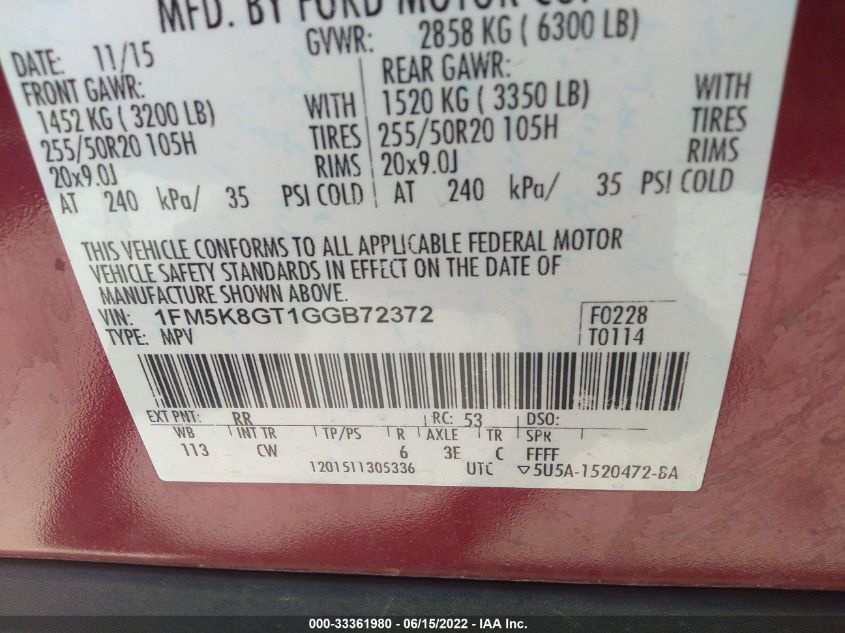 MFD. BY FORD MOTOR CO.
DATE: 11/15 GVWR: 2858 KG ( 6300 LB)
FRONT GAWR: REAR GAWR:
1452 KG ( 3200 LB) WITH 1520 KG ( 3350 LB) WITH
255/50R20 105H TIRES 255/50R20 105H TIRES
20x9.0J RIMS 20x9.0J RIMS
AT 240 kPa/ 35 PSI COLD AT 240 kPa/ 35 PSI COLD
THIS VEHICLE CONFORMS TO ALL APPLICABLE FEDERAL MOTOR
VEHICLE SAFETY STANDARDS IN EFFECT ON THE DATE OF
MANUFACTURE SHOWN ABOVE.
VIN: 1FM5K8GT1GGB72372 F0228
TYPE: MPV T0114
EXT PNT: RR RC: 53 DSO:
WB INT TR TP/PS R AXLE TR SPR
113 CW 6 3E C FFFF
1201511305336 UTC ▽5U5A-1520472-BA
000-33361980 - 06/15/2022 - IAA Inc.